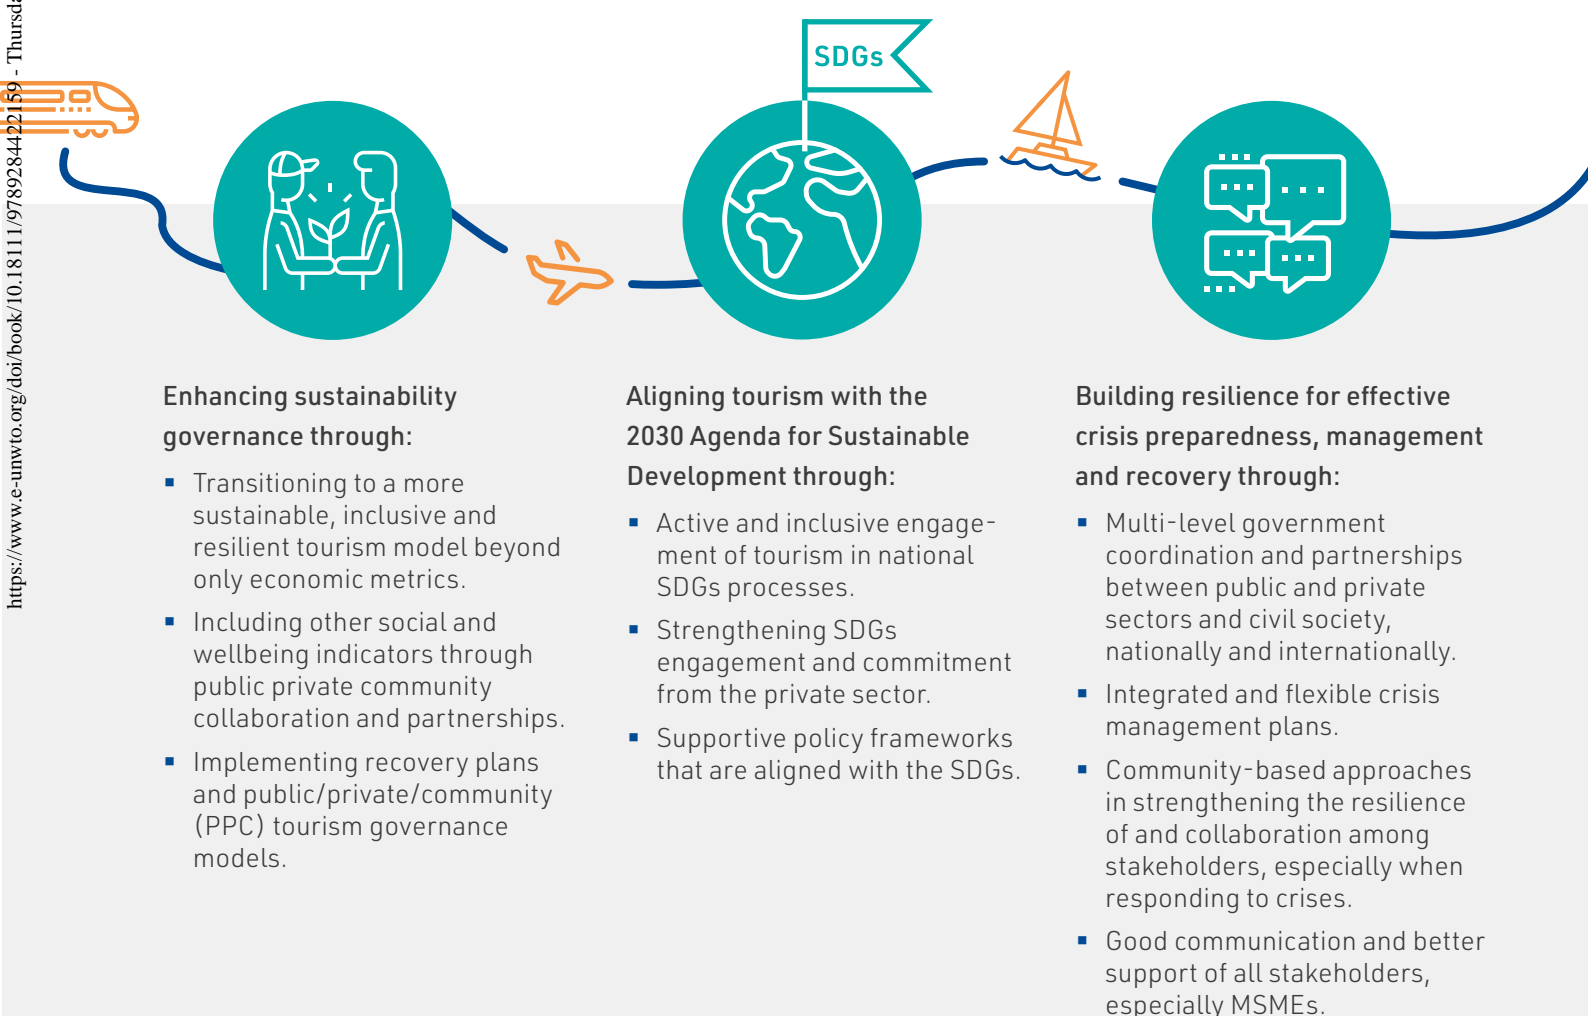 https://www.e-unwto.org/doi/book/10.18111/9789284422159 - Thursda
SDGs
Enhancing sustainability
governance through:
▪ Transitioning to a more
sustainable, inclusive and
resilient tourism model beyond
only economic metrics.
▪ Including other social and
wellbeing indicators through
public private community
collaboration and partnerships.
▪ Implementing recovery plans
and public/private/community
(PPC) tourism governance
models.
Aligning tourism with the
2030 Agenda for Sustainable
Development through:
▪ Active and inclusive engage-
ment of tourism in national
SDGs processes.
▪ Strengthening SDGs
engagement and commitment
from the private sector.
▪ Supportive policy frameworks
that are aligned with the SDGs.
Building resilience for effective
crisis preparedness, management
and recovery through:
▪ Multi-level government
coordination and partnerships
between public and private
sectors and civil society,
nationally and internationally.
▪ Integrated and flexible crisis
management plans.
▪ Community-based approaches
in strengthening the resilience
of and collaboration among
stakeholders, especially when
responding to crises.
▪ Good communication and better
support of all stakeholders,
especially MSMEs.